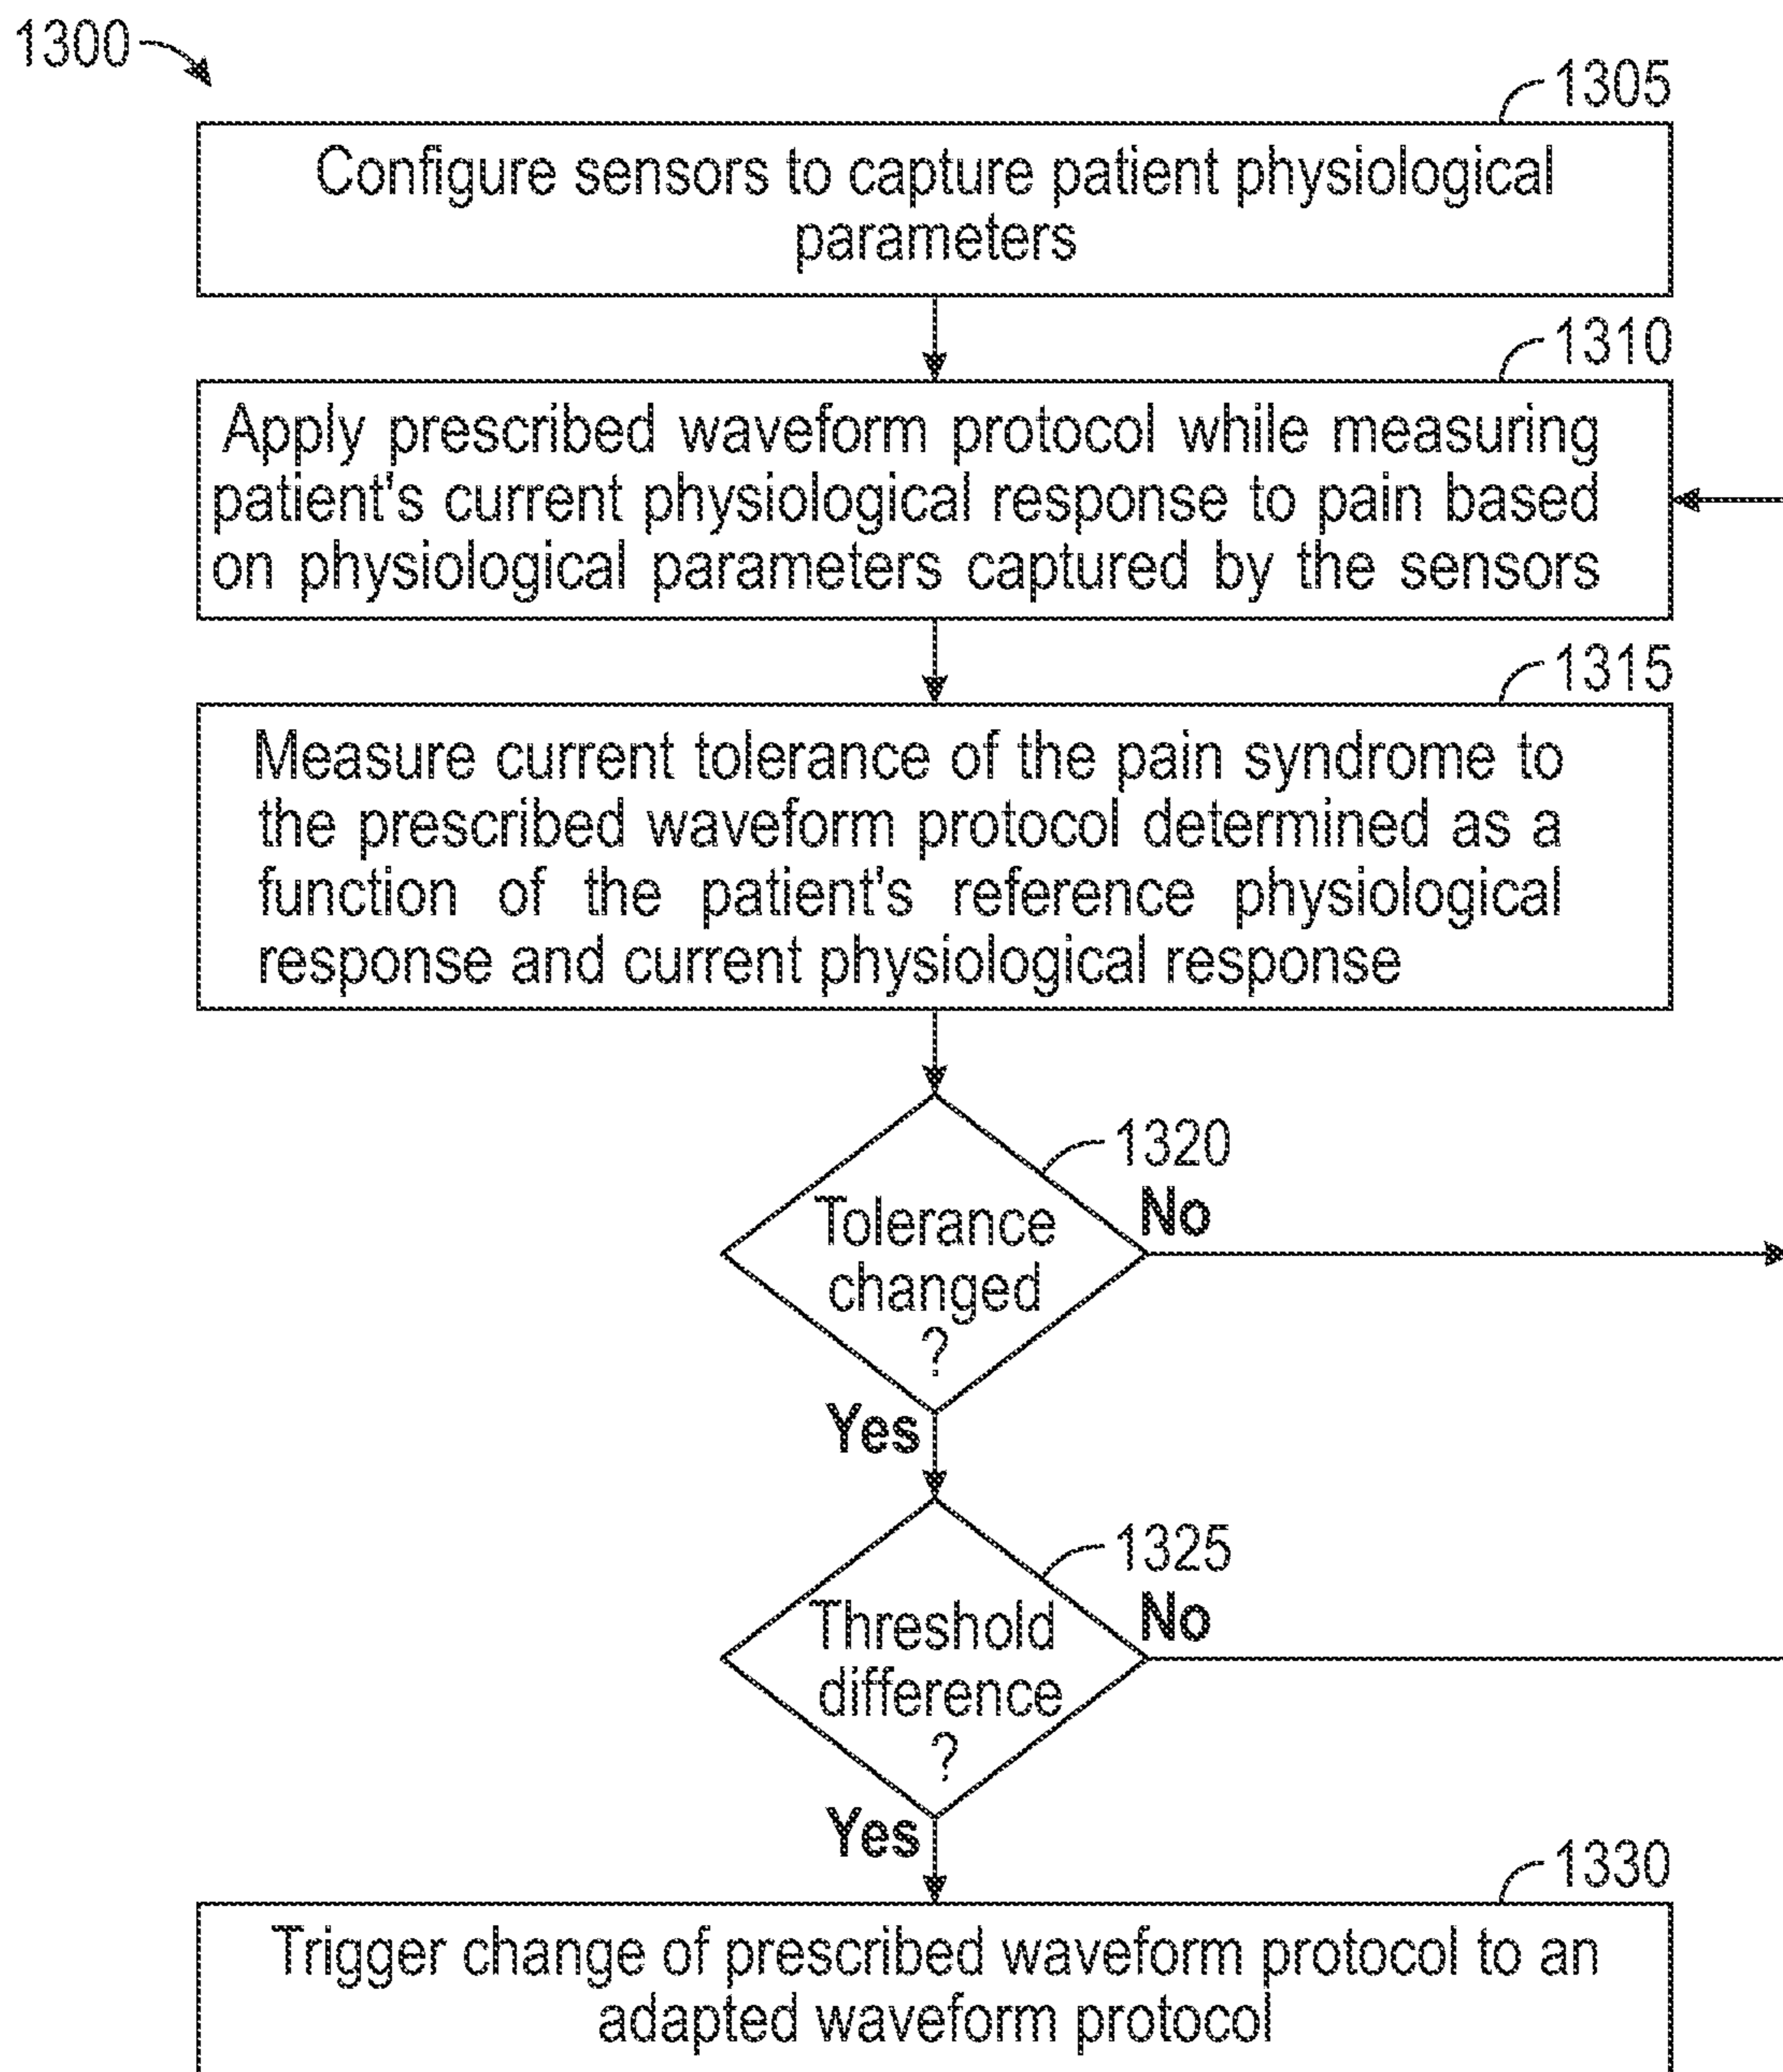 1300
1305
Configure sensors to capture patient physiological
parameters
1310
Apply prescribed waveform protocol while measuring
patient's current physiological response to pain based
on physiological parameters captured by the sensors
1315
Measure current tolerance of the pain syndrome to
the prescribed waveform protocol determined as a
function of the patient's reference physiological
response and current physiological response
1320
No
Tolerance
changed
?
Yes
1325
No
Threshold
difference
?
Yes
1330
Trigger change of prescribed waveform protocol to an
adapted waveform protocol